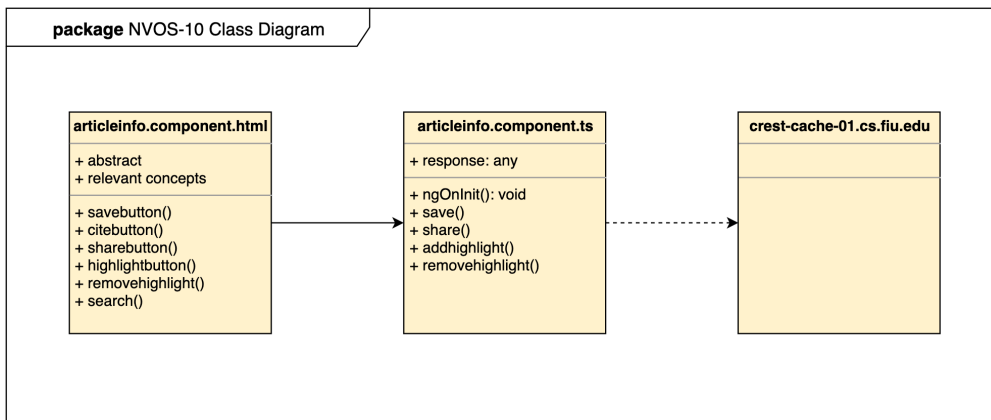 package NVOS-10 Class Diagram
articleinfo.component.html
+ abstract
+ relevant concepts
+ savebutton()
+ citebutton()
+ sharebutton()
+ highlightbutton()
+ removehighlight()
+ search()
articleinfo.component.ts
+ response: any
+ ngOnInit(): void
+ save()
+ share()
+ addhighlight()
+ removehighlight()
crest-cache-01.cs.fiu.edu